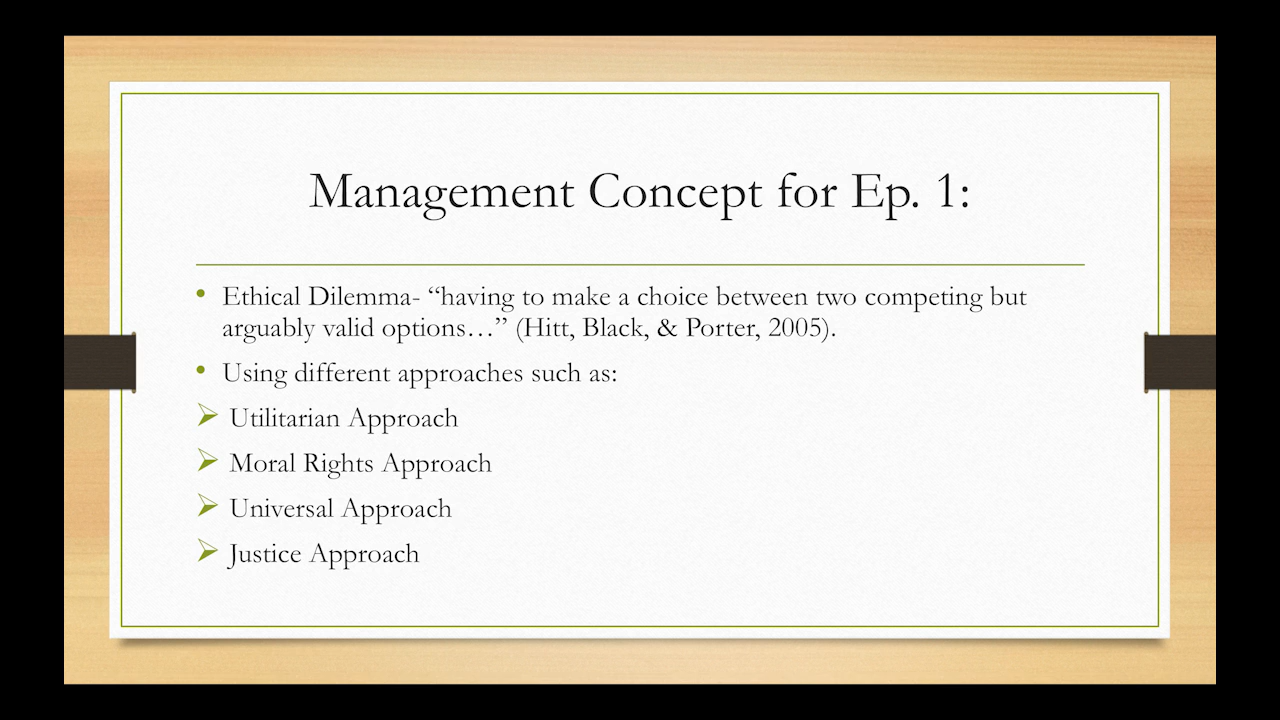 Management Concept for Ep. 1:
• Ethical Dilemma- “having to make a choice between two competing but
arguably valid options…” (Hitt, Black, & Porter, 2005).
• Using different approaches such as:
➢ Utilitarian Approach
➢ Moral Rights Approach
➢ Universal Approach
➢ Justice Approach